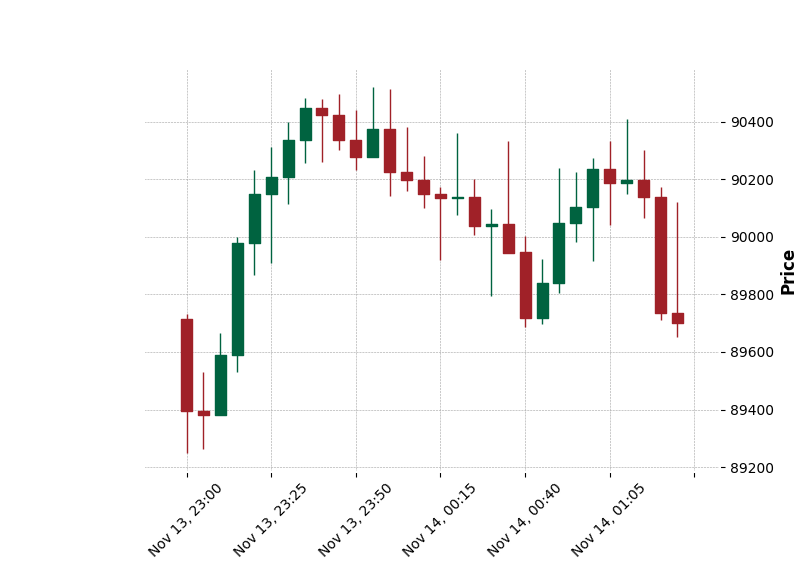 90400
90200
90000
89800
89600
89400
89200
Price
Nov 13, 23:00
Nov 13, 23:25
Nov 13, 23:50
Nov 14, 00:15
Nov 14, 00:40
Nov 14, 01:05